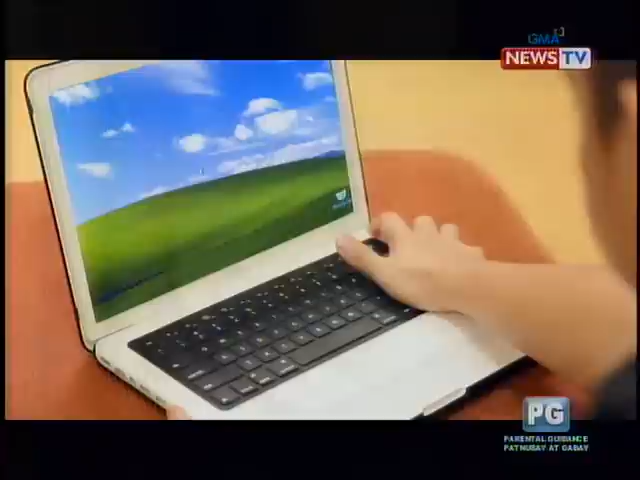 GMA
NEWS TV
PG
PARENTAL GUIDANCE
PATNUBAY AT GABAY